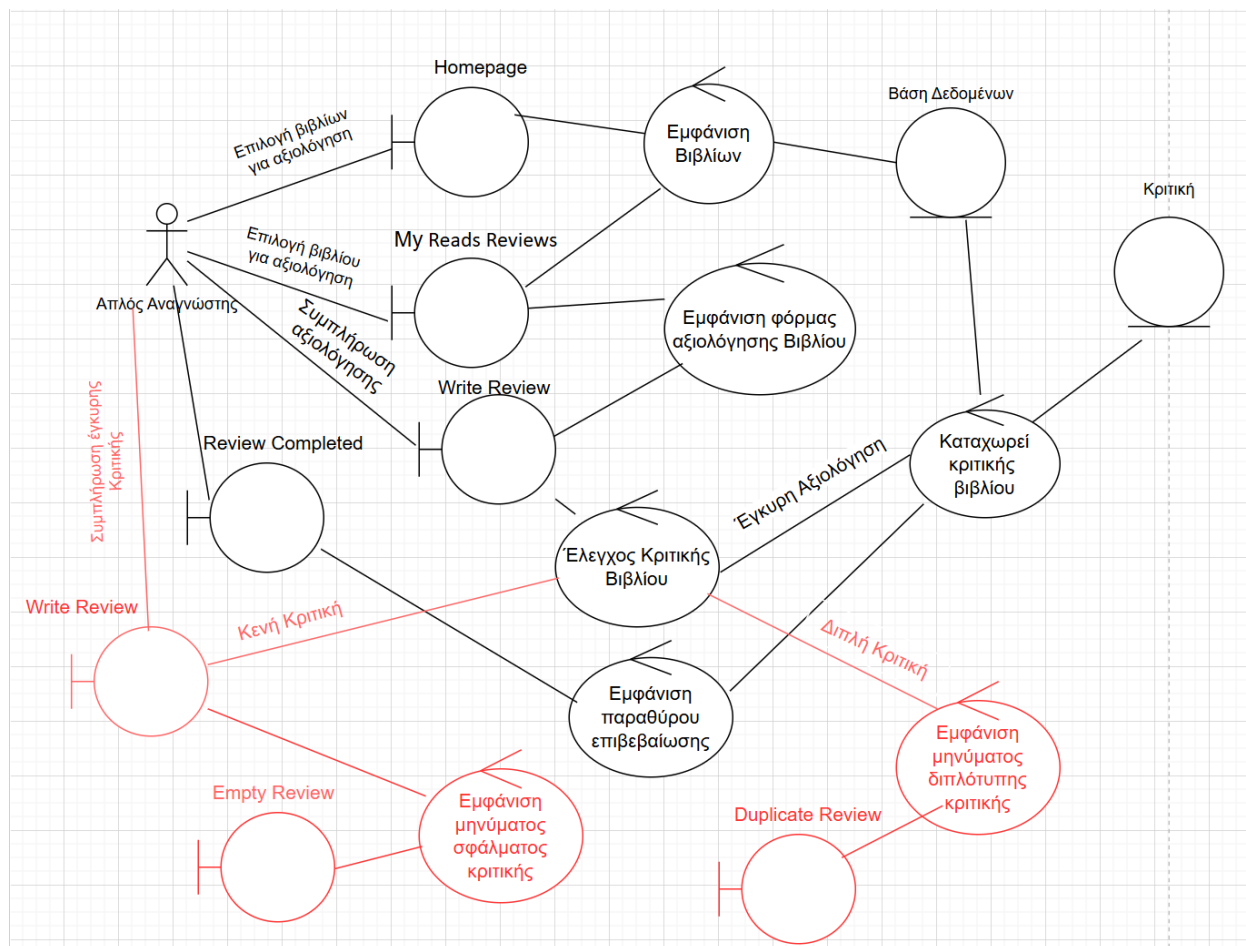 Homepage
Βάση Δεδομένων
Επιλογή βιβλίων
για αξιολόγηση
Εμφάνιση
Βιβλίων
Κριτική
My Reads Reviews
Επιλογή βιβλίου
για αξιολόγηση
Απλός Αναγνώστης
Συμπλήρωση
αξιολόγησης
Εμφάνιση φόρμας
αξιολόγησης Βιβλίου
Write Review
Review Completed
Συμπλήρωση έγκυρης
Κριτικής
Καταχωρεί
κριτικής
βιβλίου
Έγκυρη Αξιολόγηση
Έλεγχος Κριτικής
Βιβλίου
Write Review
Κενή Κριτική
Διπλή Κριτική
Εμφάνιση
παραθύρου
επιβεβαίωσης
Εμφάνιση
μηνύματος
διπλότυπης
κριτικής
Empty Review
Εμφάνιση
μηνύματος
σφάλματος
κριτικής
Duplicate Review